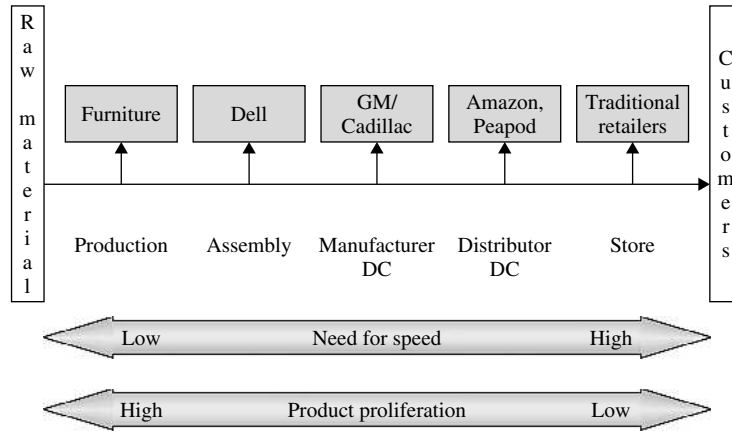 Raw material
Furniture
Dell
GM/
Cadillac
Amazon,
Peapod
Traditional
retailers
Customers
Production
Assembly
Manufacturer
DC
Distributor
DC
Store
Low Need for speed High
High Product proliferation Low